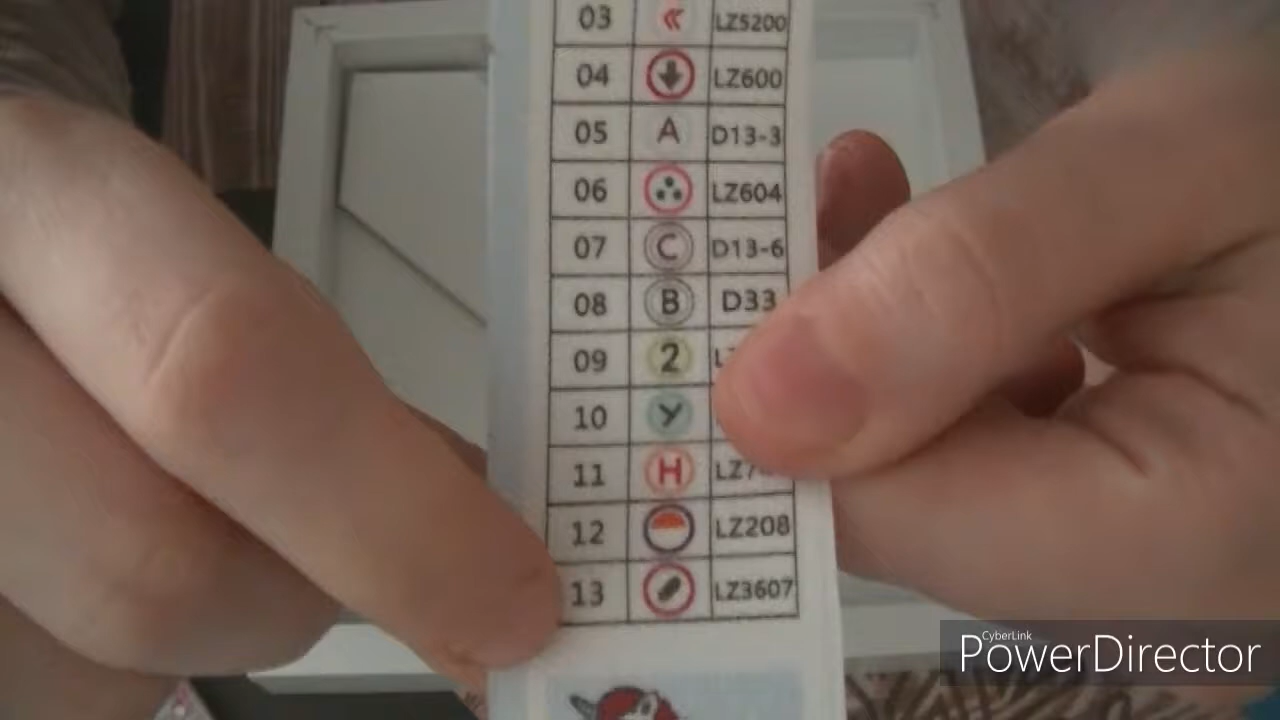 03 « LZ5200
04 LZ600
05 A D13-3
06 LZ604
07 C D13-6
08 B D33
09 2
10 Y
11 H
12 LZ208
13 LZ3607
CyberLink
PowerDirector